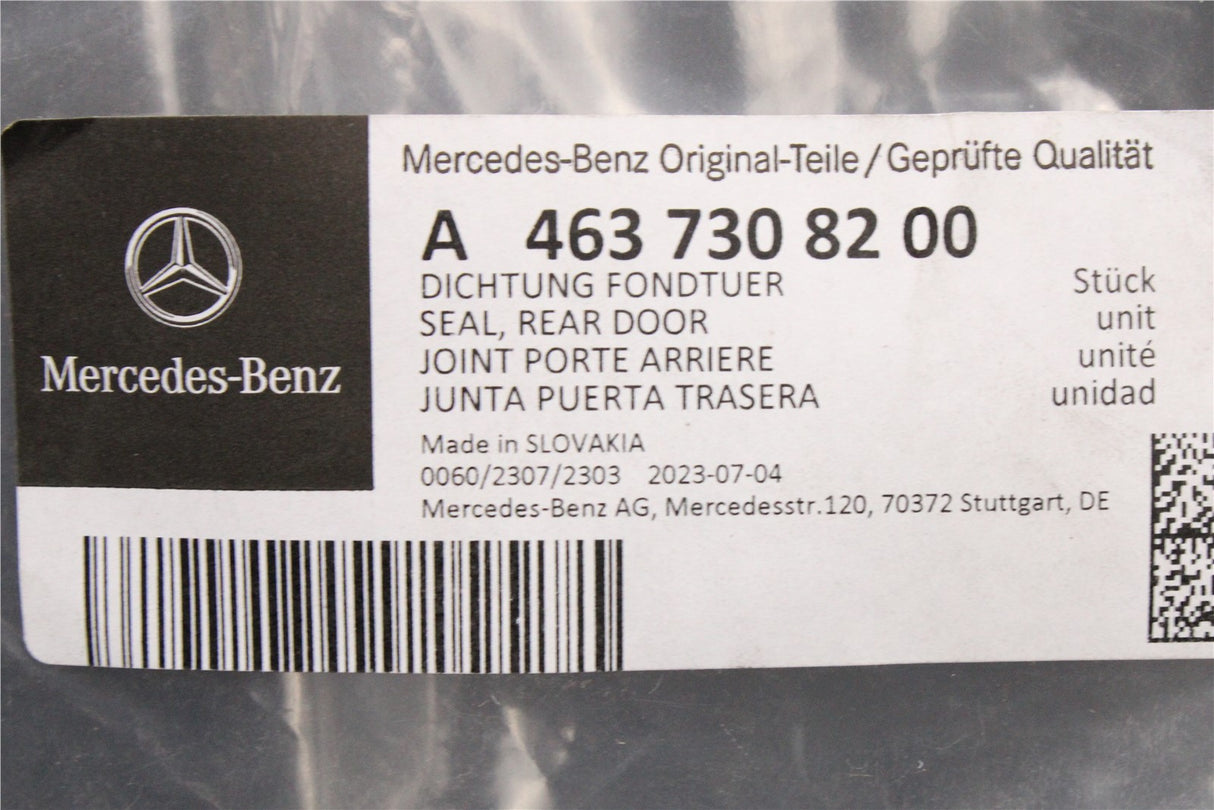 Mercedes-Benz Original-Teile/Geprüfte Qualität
A 463 730 82 00
DICHTUNG FONDTUER Stück
SEAL, REAR DOOR unit
JOINT PORTE ARRIERE unité
JUNTA PUERTA TRASERA unidad
Made in SLOVAKIA
0060/2307/2303 2023-07-04
Mercedes-Benz AG, Mercedesstr.120, 70372 Stuttgart, DE
Mercedes-Benz